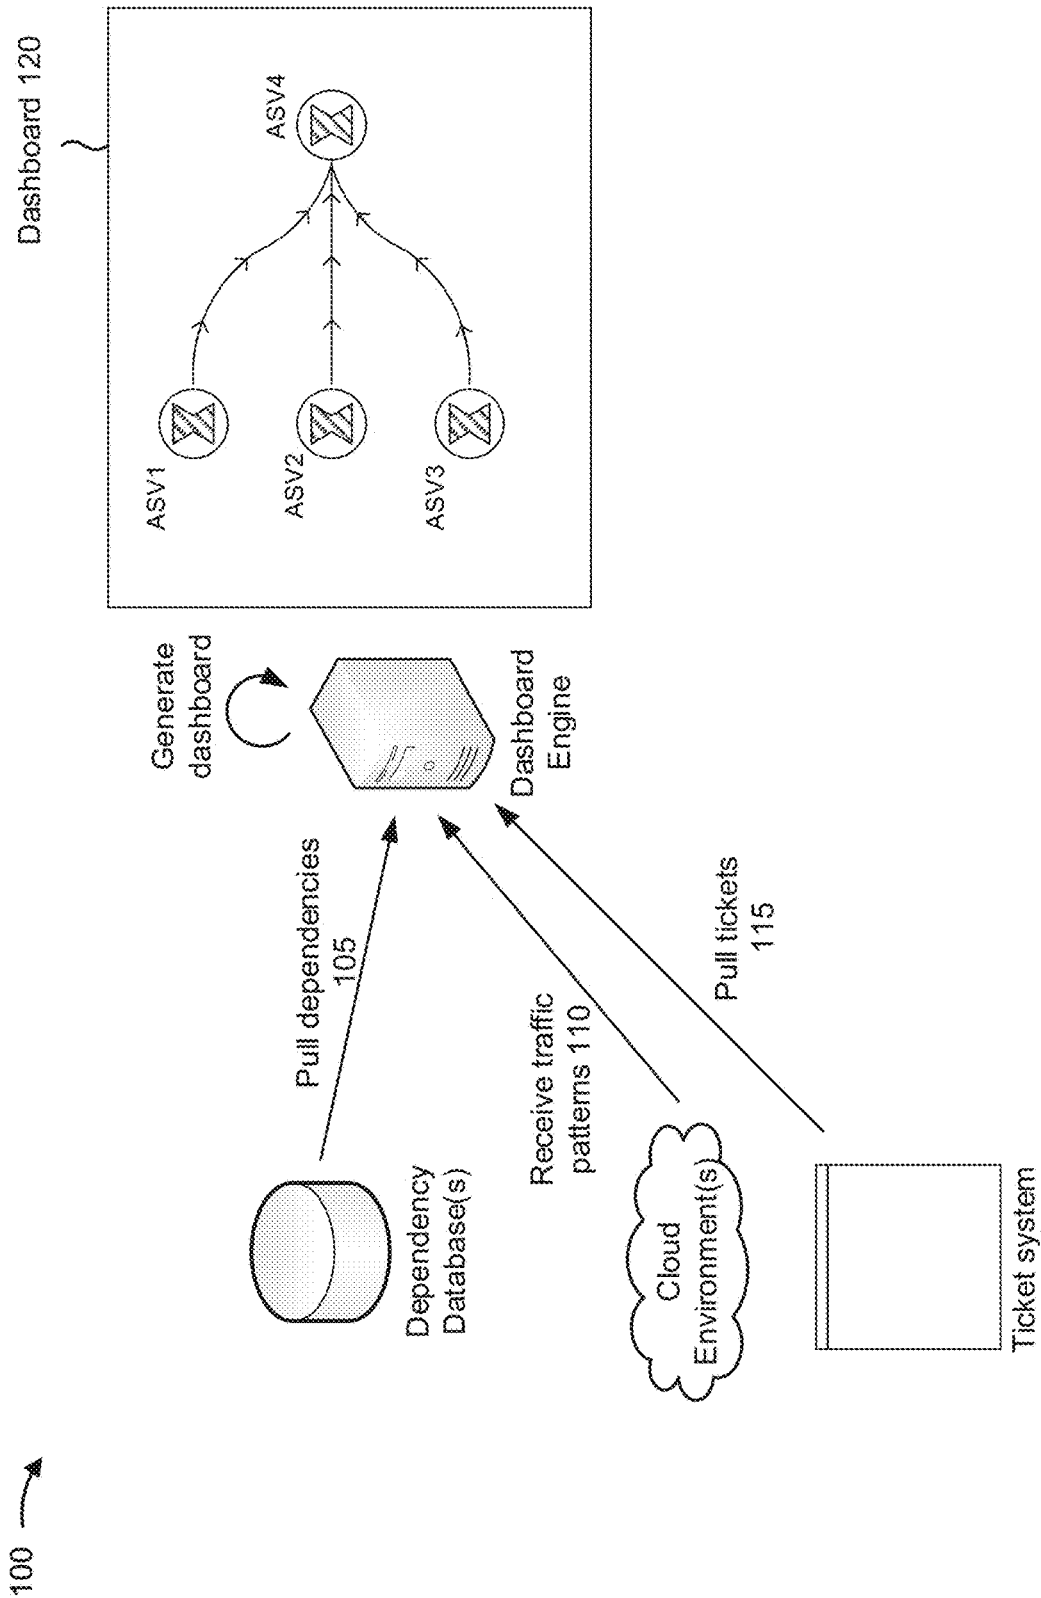 100
Dependency
Database(s)
Cloud
Environment(s)
Ticket system
Pull dependencies
105
Receive traffic
patterns 110
Pull tickets
115
Generate
dashboard
Dashboard
Engine
Dashboard 120
ASV1
ASV2
ASV3
ASV4